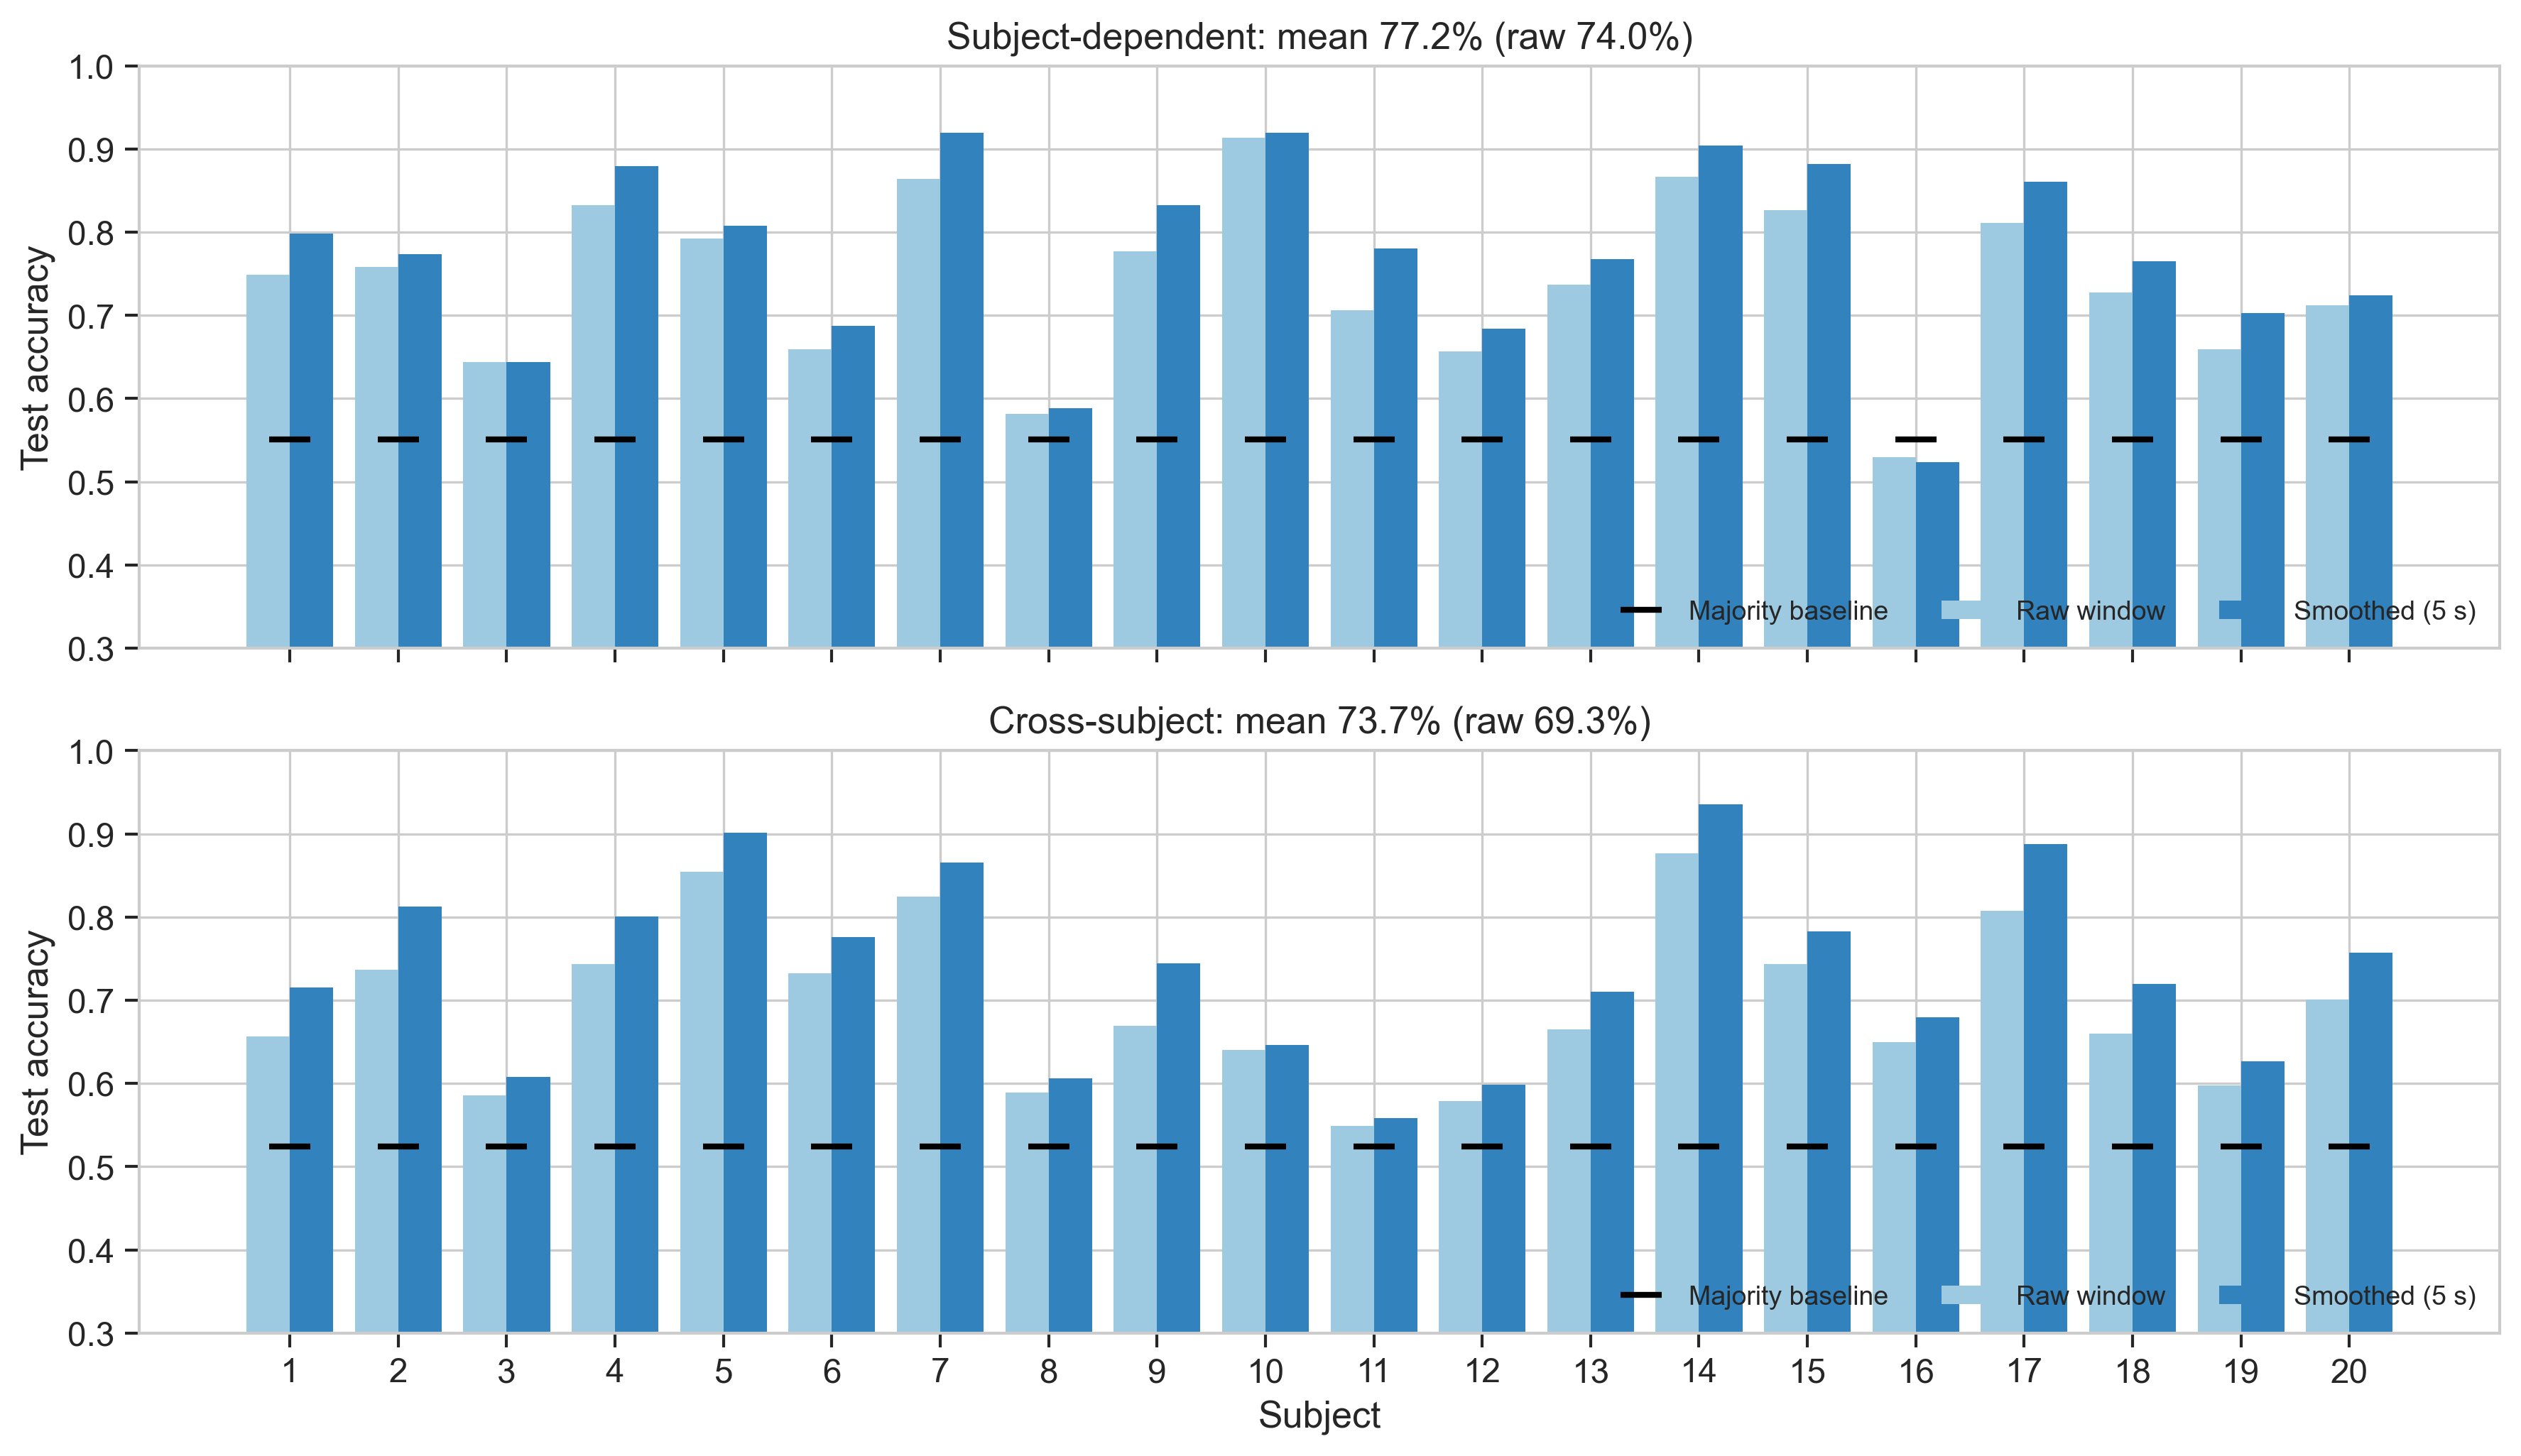 Subject-dependent: mean 77.2% (raw 74.0%)
1.0
0.9
0.8
0.7
0.6
0.5
0.4
0.3
Test accuracy
Majority baseline Raw window Smoothed (5 s)
Cross-subject: mean 73.7% (raw 69.3%)
1.0
0.9
0.8
0.7
0.6
0.5
0.4
0.3
Test accuracy
Majority baseline Raw window Smoothed (5 s)
1 2 3 4 5 6 7 8 9 10 11 12 13 14 15 16 17 18 19 20
Subject